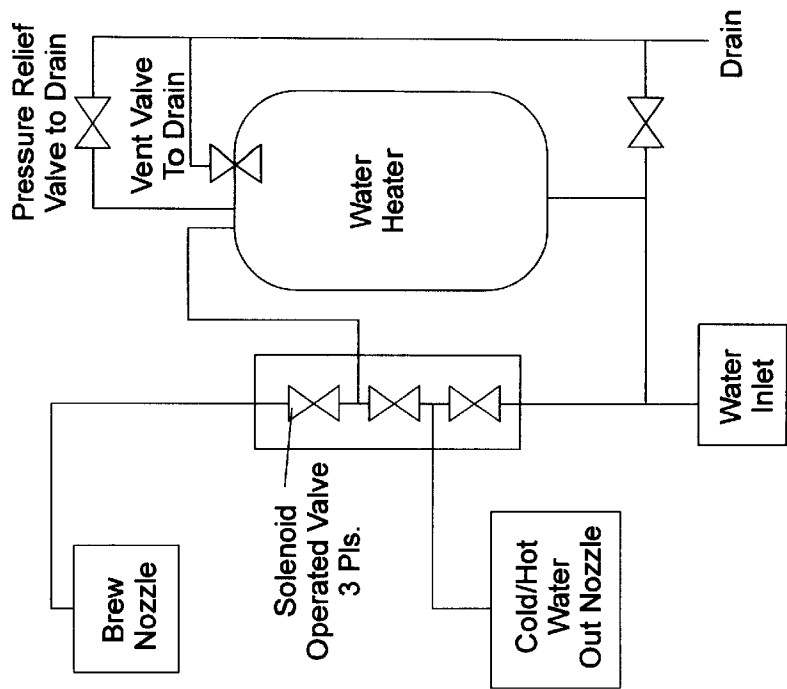 Pressure Relief
Valve to Drain
Vent Valve
To Drain
Water
Heater
Drain
Solenoid
Operated Valve
3 Pls.
Brew
Nozzle
Cold/Hot
Water
Out Nozzle
Water
Inlet